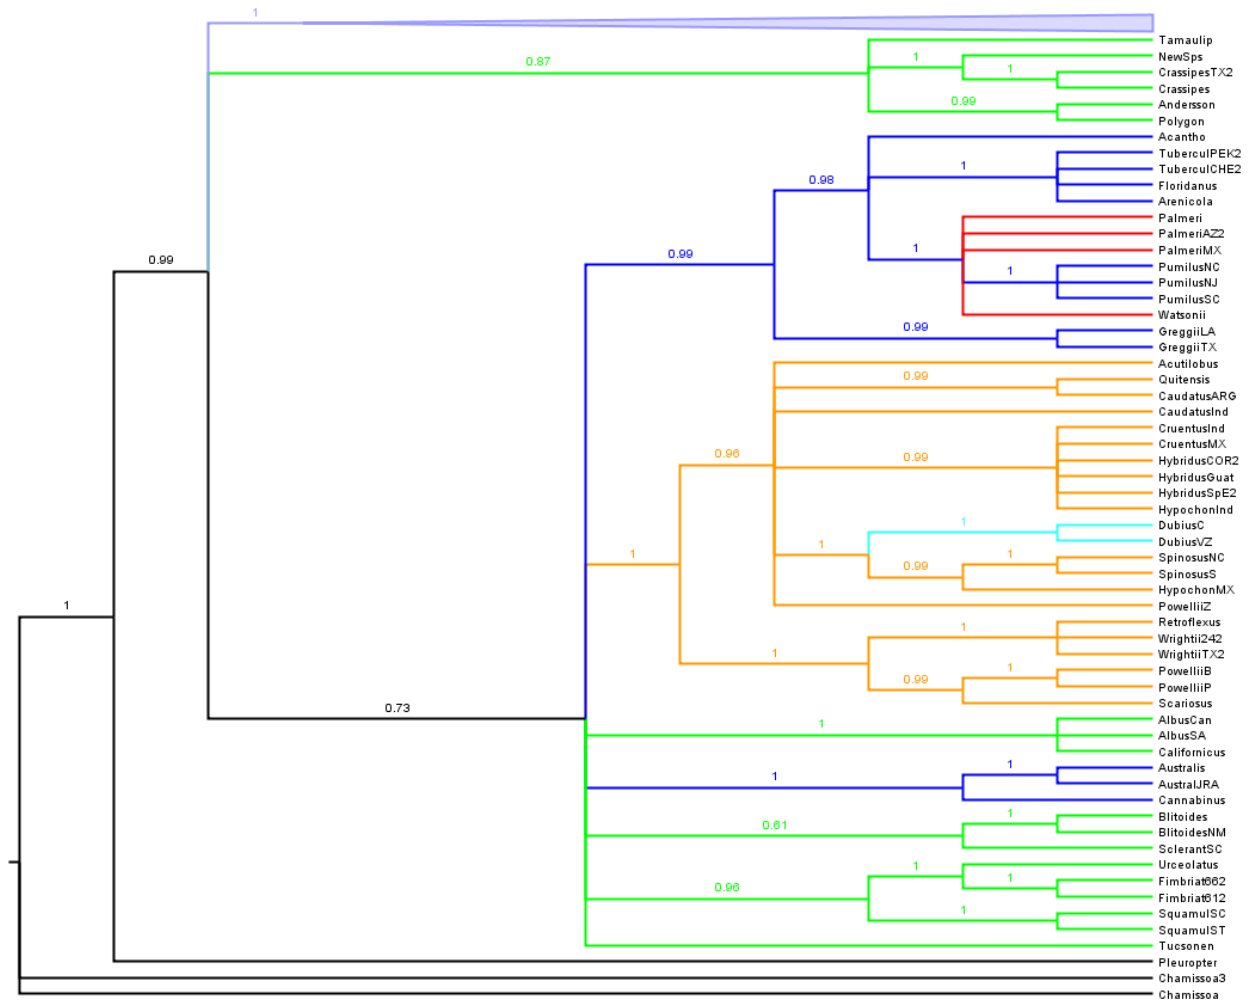 1
Tamaulip
0.87
1
NewSps
1
CrassipesTX2
Crassipes
0.99
Andersson
Polygon
Acantho
TuberculPEK2
1
TuberculCHE2
0.98
Floridanus
Arenicola
Palmeri
PalmeriAZ2
1
PalmeriMX
0.99
0.99
PumilusNC
1
PumilusNJ
PumilusSC
Watsonii
0.99
GreggiiLA
GreggiiTX
Acutilobus
0.99
Quitensis
CaudatusARG
CaudatusInd
CruentusInd
CruentusMX
0.96
0.99
HybridusCOR2
HybridusGuat
HybridusSpE2
HypochonInd
1
DubiusC
DubiusVZ
1
1
1
SpinosusNC
0.99
SpinosusS
HypochonMX
PowelliiZ
1
Retroflexus
1
Wrightii242
1
WrightiiTX2
1
PowelliiB
0.99
PowelliiP
Scariosus
0.73
AlbusCan
1
AlbusSA
Californicus
1
Australis
1
AustralJRA
Cannabinus
1
Blitoides
0.61
BlitoidesNM
SclerantSC
1
Urceolatus
1
Fimbriat662
0.96
Fimbriat612
1
SquamulSC
SquamulST
Tucsonen
Pleuropter
Chamissoa3
Chamissoa